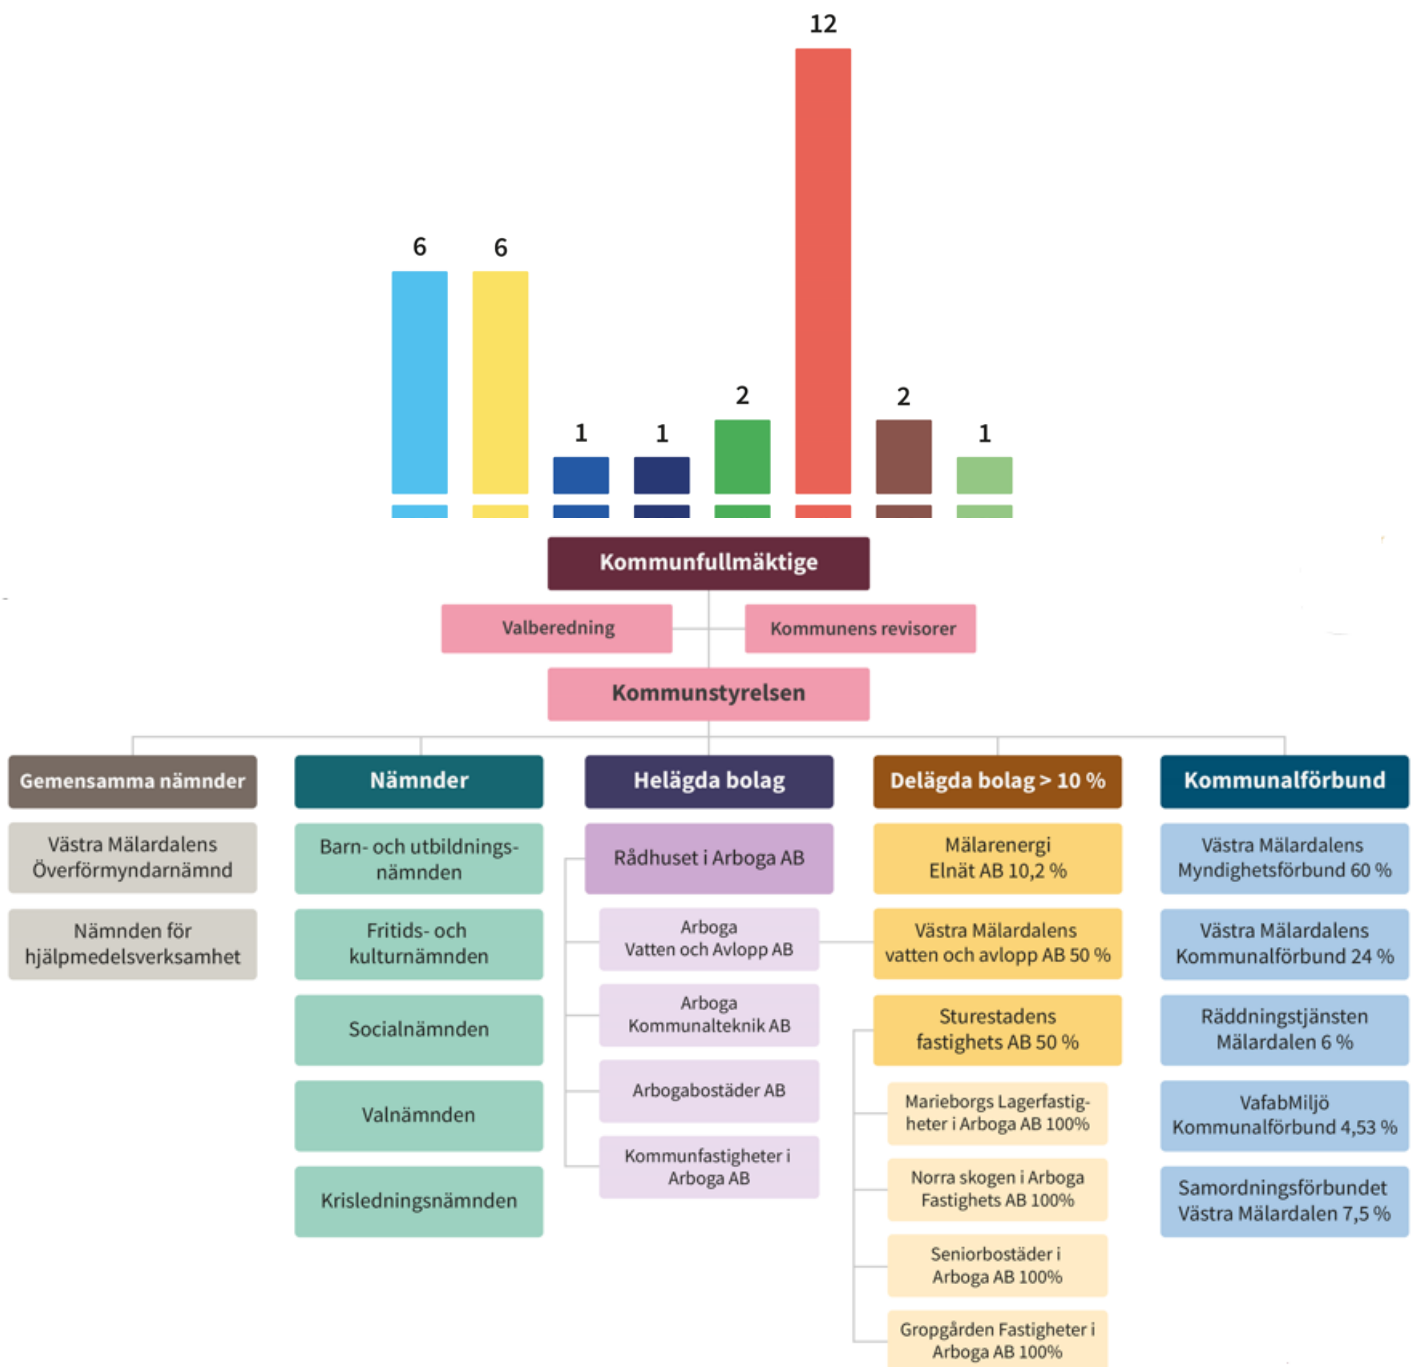 12
6
6
1
1
2
2
1
Kommunfullmäktige
Valberedning
Kommunens revisorer
Kommunstyrelsen
Gemensamma nämnder
Västra Mälardalens
Överförmyndarnämnd
Nämnden för
hjälpmedelsverksamhet
Nämnder
Barn- och utbildnings-
nämnden
Fritids- och
kulturnämnden
Socialnämnden
Valnämnden
Krisledningsnämnden
Helägda bolag
Rådhuset i Arboga AB
Arboga
Vatten och Avlopp AB
Arboga
Kommunalteknik AB
Arbogabostäder AB
Kommunfastigheter i
Arboga AB
Delägda bolag > 10 %
Mälarenergi
Elnät AB 10,2 %
Västra Mälardalens
vatten och avlopp AB 50 %
Sturestadens
fastighets AB 50 %
Marieborgs Lagerfastig-
heter i Arboga AB 100%
Norra skogen i Arboga
Fastighets AB 100%
Seniorbostäder i
Arboga AB 100%
Gropgården Fastigheter i
Arboga AB 100%
Kommunalförbund
Västra Mälardalens
Myndighetsförbund 60 %
Västra Mälardalens
Kommunalförbund 24 %
Räddningstjänsten
Mälardalen 6 %
VafabMiljö
Kommunalförbund 4,53 %
Samordningsförbundet
Västra Mälardalen 7,5 %